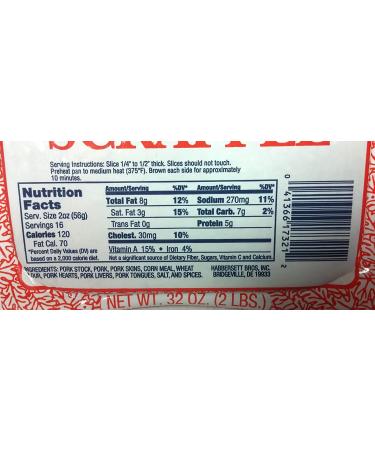 SCRAPPLE
Serving Instructions: Slice 1/4" to 1/2" thick. Slices should not touch.
Preheat pan to medium heat (375°F). Brown each side for approximately
10 minutes.
Nutrition
Facts
Serv. Size 2oz (56g)
Servings 16
Calories 120
Fat Cal. 70
*Percent Daily Values (DV) are
based on a 2,000 calorie diet.
Amount/Serving %DV* Amount/Serving %DV*
Total Fat 8g 12% Sodium 270mg 11%
Sat. Fat 3g 15% Total Carb. 7g 2%
Trans Fat 0g Protein 5g
Cholest. 30mg 10%
Vitamin A 15% • Iron 4%
Not a significant source of Dietary Fiber, Sugars, Vitamin C and Calcium.
INGREDIENTS: PORK STOCK, PORK, PORK SKINS, CORN MEAL, WHEAT
OUR, PORK HEARTS, PORK LIVERS, PORK TONGUES, SALT, AND SPICES.
HABBERSETT BROS, INC.
BRIDGEVILLE, DE 19933
0 41366 17321 2
NET WT. 32 OZ. (2 LBS.)